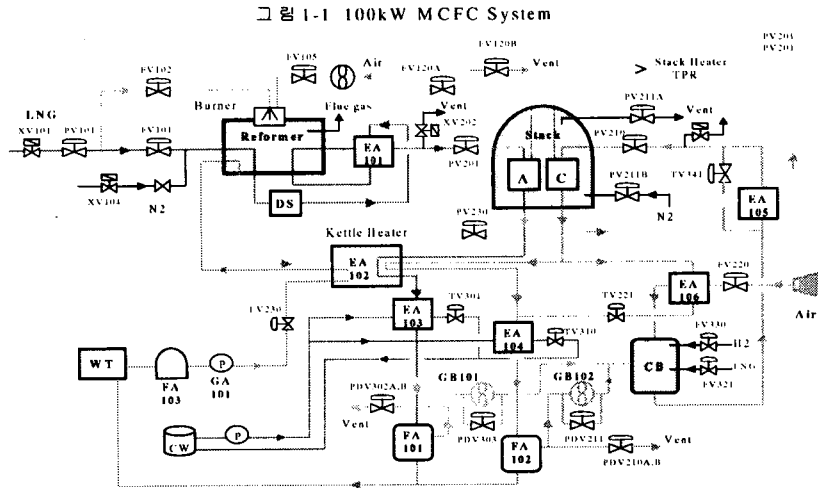 그림 1-1 100kW MCFC System
PV201
PV201
FV102
FV105
Air
FV120A
FV120B
Vent
> Stack Heater
TPR
PV211A
Vent
Burner
Flue gas
Vent
LNG
XV101
PV101
FV101
Reformer
EA
101
XV202
PV201
Stack
PV210
A
C
TV341
EA
105
XV104
N2
DS
PV211B
N2
PV230
Kettle Heater
EA
102
EA
106
FV220
Air
LV230
EA
103
TV304
TV221
EA
104
TV310
FV330
H2
CB
LNG
FV321
WT
FA
103
P
GA
101
GB101
GB102
PDV302A,B
Vent
PDV303
PDV211
Vent
PDV210A,B
CW
P
FA
101
FA
102